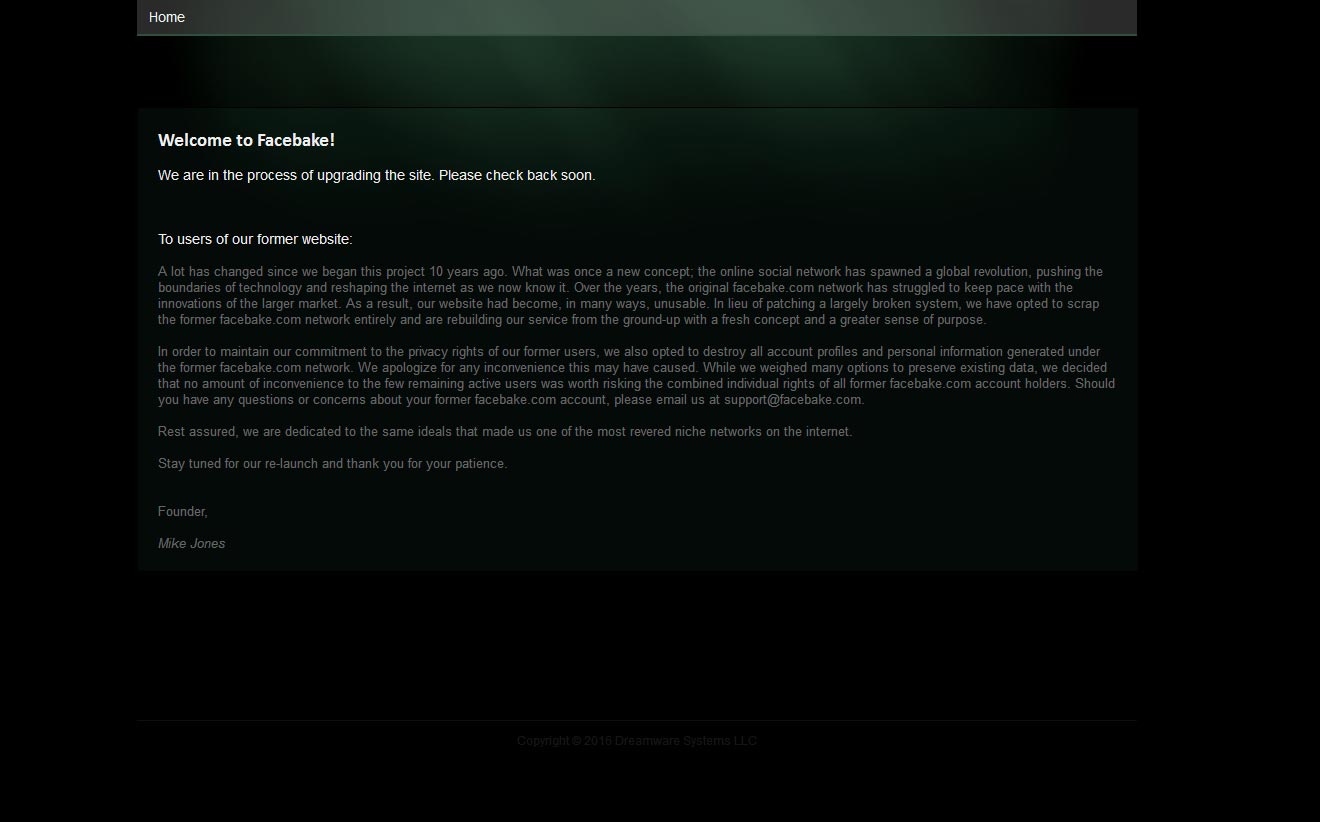 Home
Welcome to Facebake!
We are in the process of upgrading the site. Please check back soon.
To users of our former website:
A lot has changed since we began this project 10 years ago. What was once a new concept; the online social network has spawned a global revolution, pushing the
boundaries of technology and reshaping the internet as we now know it. Over the years, the original facebake.com network has struggled to keep pace with the
innovations of the larger market. As a result, our website had become, in many ways, unusable. In lieu of patching a largely broken system, we have opted to scrap
the former facebake.com network entirely and are rebuilding our service from the ground-up with a fresh concept and a greater sense of purpose.
In order to maintain our commitment to the privacy rights of our former users, we also opted to destroy all account profiles and personal information generated under
the former facebake.com network. We apologize for any inconvenience this may have caused. While we weighed many options to preserve existing data, we decided
that no amount of inconvenience to the few remaining active users was worth risking the combined individual rights of all former facebake.com account holders. Should
you have any questions or concerns about your former facebake.com account, please email us at support@facebake.com.
Rest assured, we are dedicated to the same ideals that made us one of the most revered niche networks on the internet.
Stay tuned for our re-launch and thank you for your patience.
Founder,
Mike Jones
Copyright © 2016 Dreamware Systems LLC